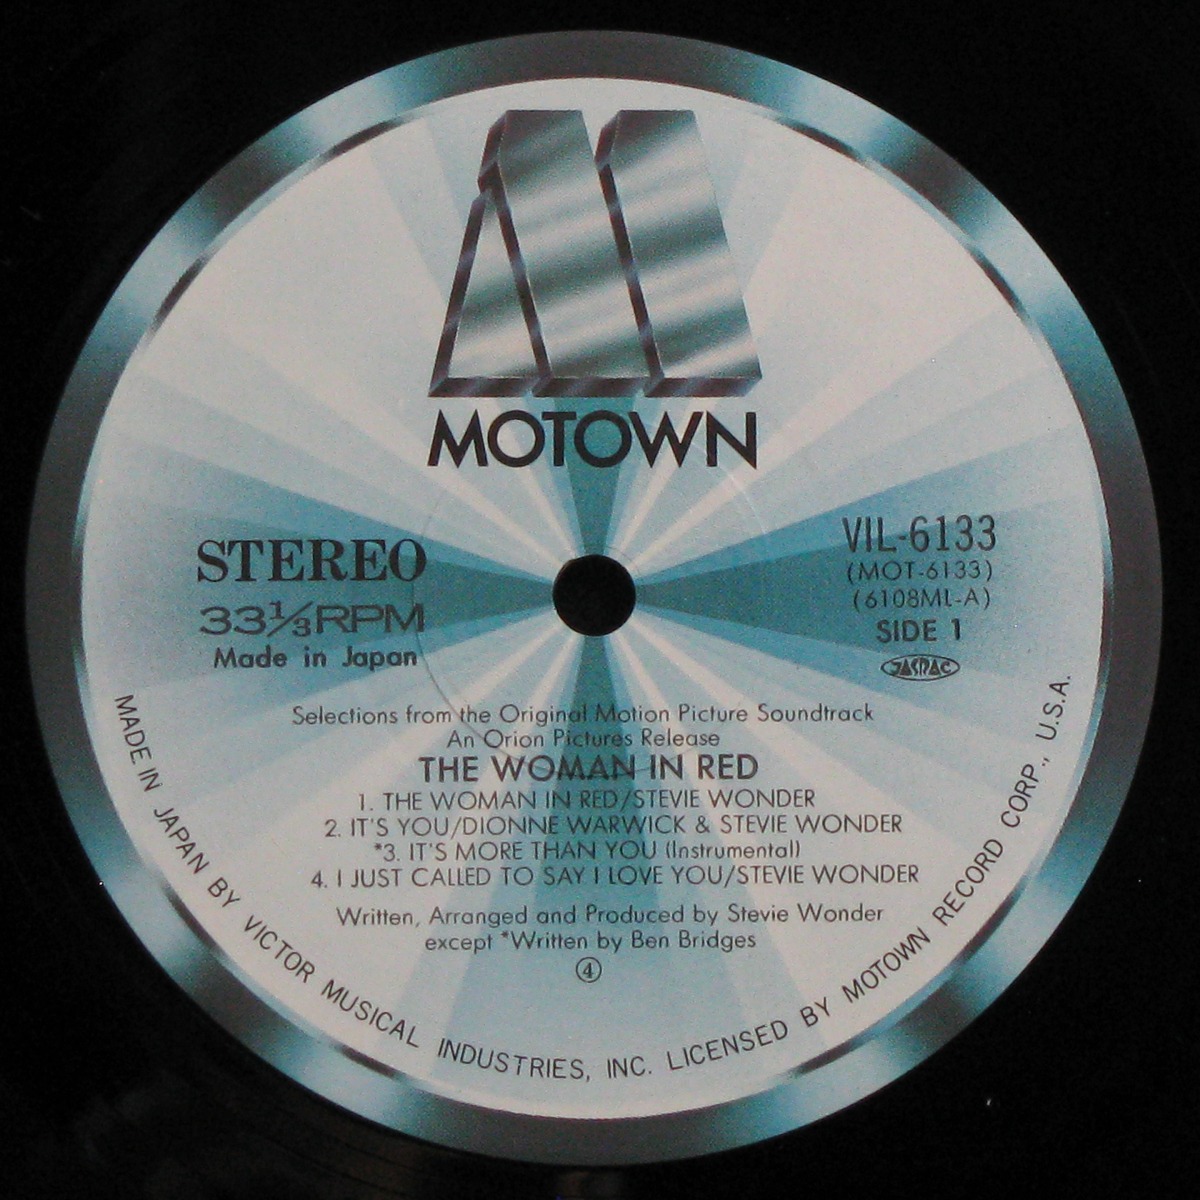 MOTOWN
STEREO
33⅓RPM
Made in Japan
VIL-6133
(MOT-6133)
(6108ML-A)
SIDE 1
JASRAC
Selections from the Original Motion Picture Soundtrack
An Orion Pictures Release
THE WOMAN IN RED
1. THE WOMAN IN RED/STEVIE WONDER
2. IT'S YOU/DIONNE WARWICK & STEVIE WONDER
*3. IT'S MORE THAN YOU (Instrumental)
4. I JUST CALLED TO SAY I LOVE YOU/STEVIE WONDER
Written, Arranged and Produced by Stevie Wonder
except *Written by Ben Bridges
④
MADE IN JAPAN BY VICTOR MUSICAL INDUSTRIES, INC. LICENSED BY MOTOWN RECORD CORP., U.S.A.